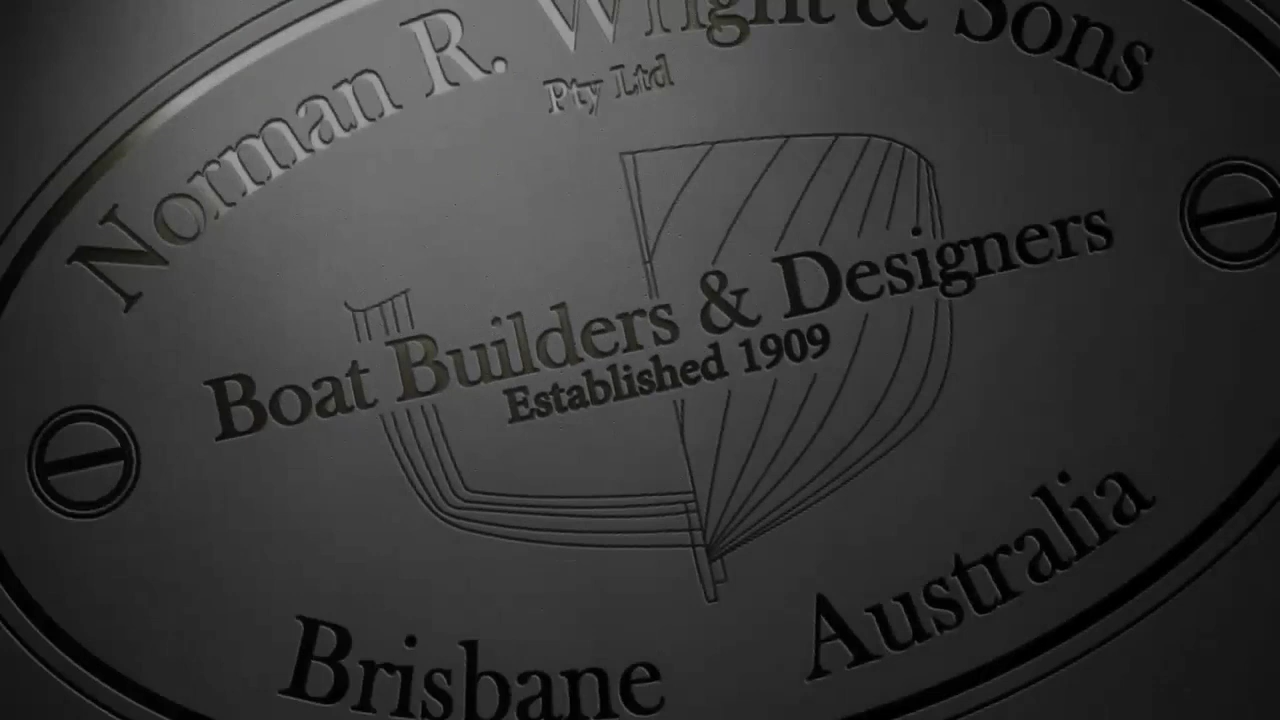 Norman R. Wright & Sons
Pty Ltd
Boat Builders & Designers
Established 1909
Brisbane Australia